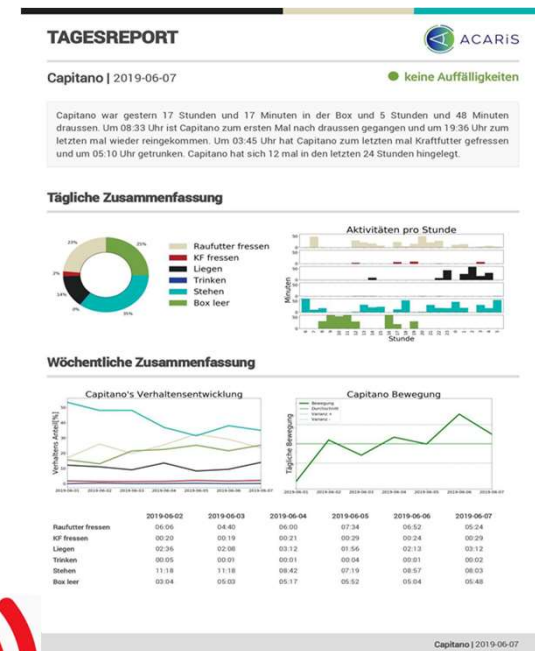 TAGESREPORT
ACARiS
Capitano | 2019-06-07
keine Auffälligkeiten
Capitano war gestern 17 Stunden und 17 Minuten in der Box und 5 Stunden und 48 Minuten
draussen. Um 08:33 Uhr ist Capitano zum ersten Mal nach draussen gegangen und um 19:36 Uhr zum
letzten mal wieder reingekommen. Um 03:45 Uhr hat Capitano zum letzten mal Kraftfutter gefressen
und um 05:10 Uhr getrunken. Capitano hat sich 12 mal in den letzten 24 Stunden hingelegt.
Tägliche Zusammenfassung
Raufutter fressen
KF fressen
Liegen
Trinken
Stehen
Box leer
Aktivitäten pro Stunde
Minuten
Stunde
Wöchentliche Zusammenfassung
Capitano's Verhaltensentwicklung
Verhaltens Anteil[%]
Capitano Bewegung
Tägliche Bewegung
Bewegung
Durchschnitt
Varianz +
Varianz -
2019-06-02 2019-06-03 2019-06-04 2019-06-05 2019-06-06 2019-06-07
Raufutter fressen 06:06 04:40 06:00 07:34 06:52 05:24
KF fressen 00:20 00:19 00:21 00:29 00:24 00:29
Liegen 02:36 02:08 03:12 01:56 02:13 03:12
Trinken 00:05 00:01 00:01 00:04 00:01 00:02
Stehen 11:18 11:18 08:42 07:19 08:57 08:03
Box leer 03:04 05:03 05:17 05:52 05:04 05:48
Capitano | 2019-06-07